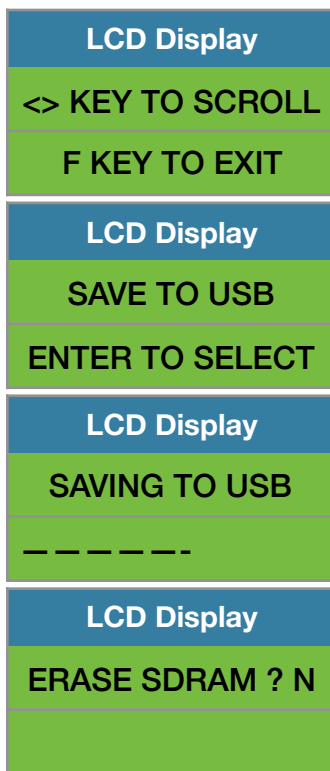 LCD Display
<> KEY TO SCROLL
F KEY TO EXIT
LCD Display
SAVE TO USB
ENTER TO SELECT
LCD Display
SAVING TO USB
— — — — —-
LCD Display
ERASE SDRAM ? N